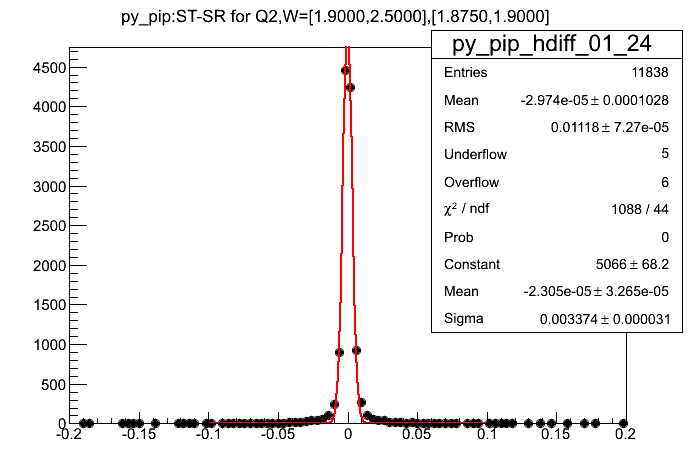 py_pip:ST-SR for Q2,W=[1.9000,2.5000],[1.8750,1.9000]
py_pip_hdiff_01_24
Entries 11838
Mean -2.974e-05 ± 0.0001028
RMS 0.01118 ± 7.27e-05
Underflow 5
Overflow 6
χ² / ndf 1088 / 44
Prob 0
Constant 5066 ± 68.2
Mean -2.305e-05 ± 3.265e-05
Sigma 0.003374 ± 0.000031
4500
4000
3500
3000
2500
2000
1500
1000
500
0
-0.2 -0.15 -0.1 -0.05 0 0.05 0.1 0.15 0.2